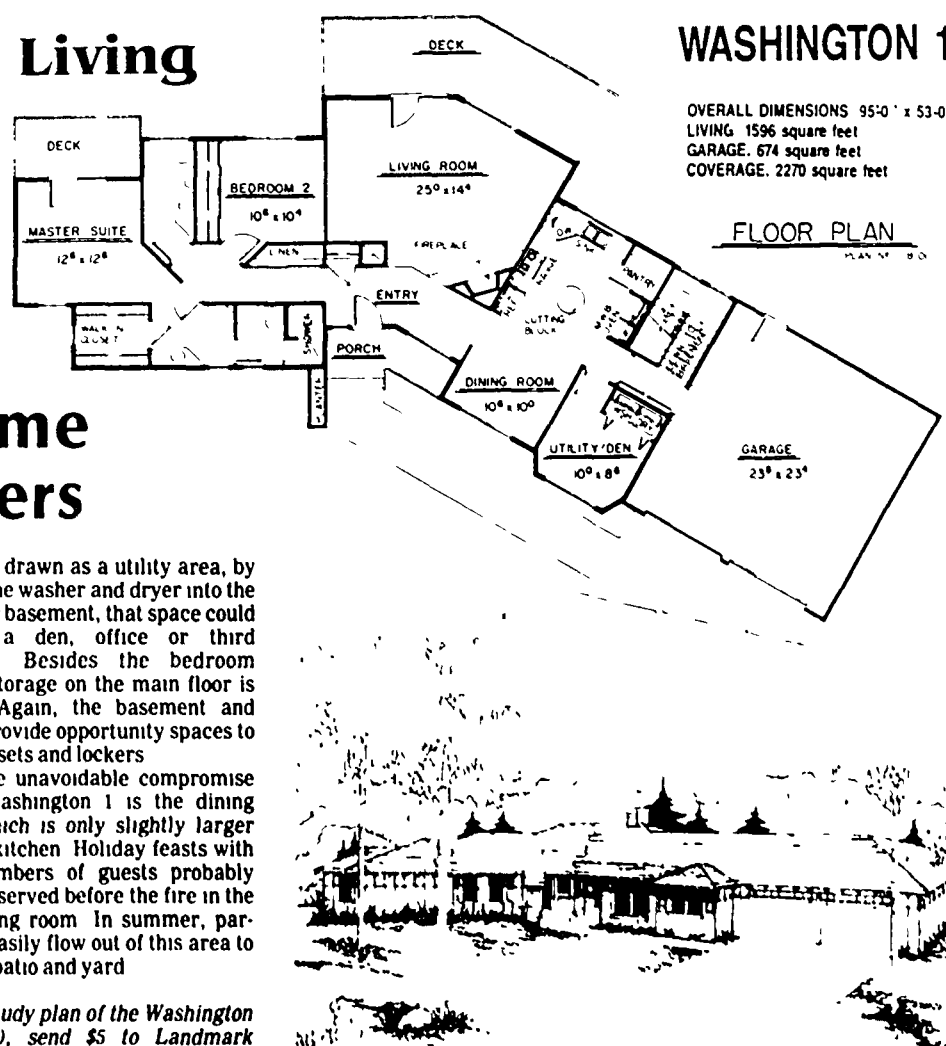 Living
WASHINGTON 1
OVERALL DIMENSIONS 95-0 x 53-0
LIVING 1596 square feet
GARAGE. 674 square feet
COVERAGE. 2270 square feet
FLOOR PLAN
DECK
DECK
LIVING ROOM
25⁰ x 14⁴
BEDROOM 2
10⁶ x 10⁴
MASTER SUITE
12⁶ x 12⁶
LINEN
FIREPLACE
ENTRY
PANTRY
WALK IN
CLOSET
SHOWER
PORCH
PLANTER
CUTTING
BLOCK
DINING ROOM
10⁶ x 10⁰
UTILITY/DEN
10⁰ x 8⁶
GARAGE
23⁸ x 23⁴
me
ers
drawn as a utility area, by
he washer and dryer into the
basement, that space could
a den, office or third
Besides the bedroom
storage on the main floor is
Again, the basement and
rovide opportunity spaces to
sets and lockers
e unavoidable compromise
ashington 1 is the dining
hich is only slightly larger
kitchen Holiday feasts with
mbers of guests probably
served before the fire in the
ng room In summer, par-
asily flow out of this area to
patio and yard
udy plan of the Washington
), send $5 to Landmark